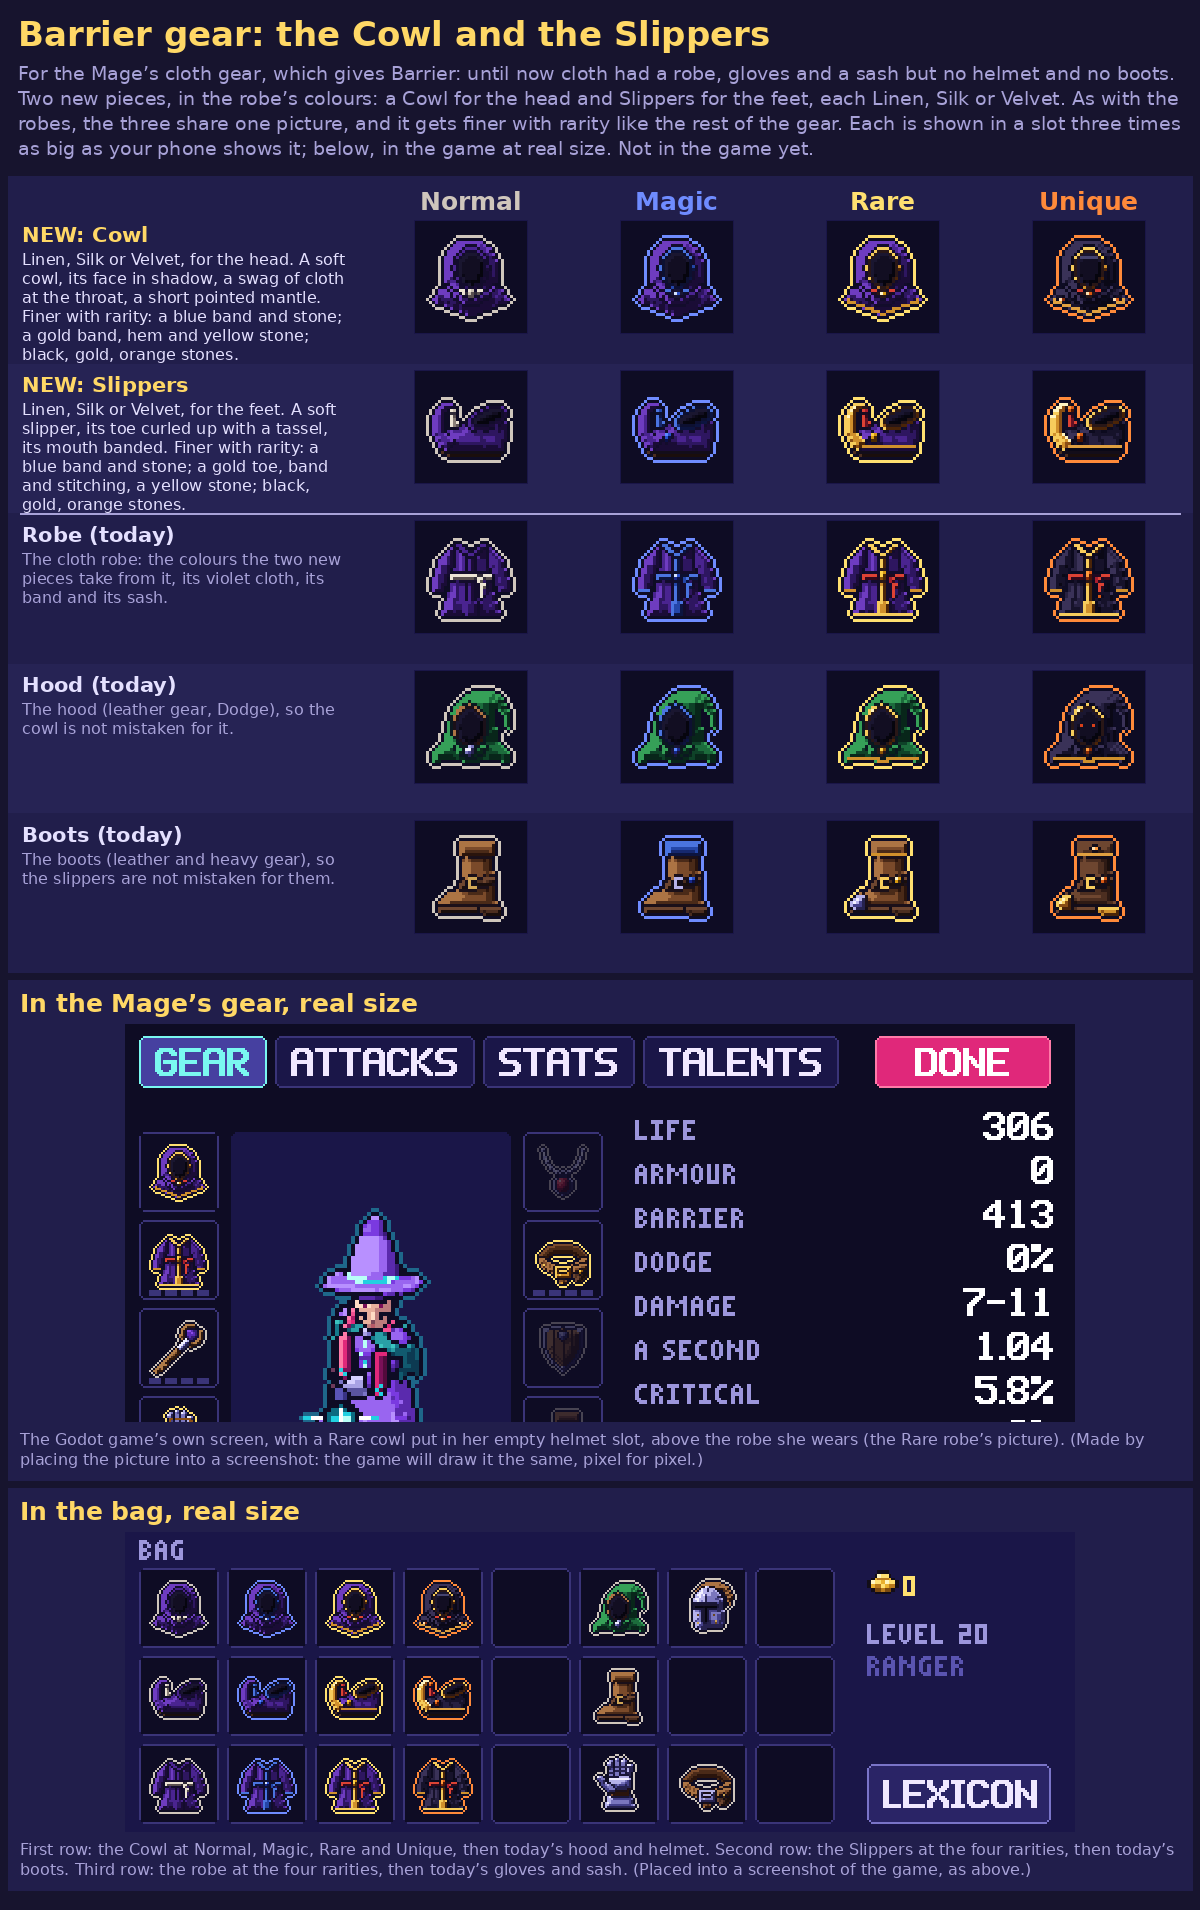 Barrier gear: the Cowl and the Slippers
For the Mage’s cloth gear, which gives Barrier: until now cloth had a robe, gloves and a sash but no helmet and no boots.
Two new pieces, in the robe’s colours: a Cowl for the head and Slippers for the feet, each Linen, Silk or Velvet. As with the
robes, the three share one picture, and it gets finer with rarity like the rest of the gear. Each is shown in a slot three times
as big as your phone shows it; below, in the game at real size. Not in the game yet.
Normal Magic Rare Unique
NEW: Cowl
Linen, Silk or Velvet, for the head. A soft
cowl, its face in shadow, a swag of cloth
at the throat, a short pointed mantle.
Finer with rarity: a blue band and stone;
a gold band, hem and yellow stone;
black, gold, orange stones.
NEW: Slippers
Linen, Silk or Velvet, for the feet. A soft
slipper, its toe curled up with a tassel,
its mouth banded. Finer with rarity: a
blue band and stone; a gold toe, band
and stitching, a yellow stone; black,
gold, orange stones.
Robe (today)
The cloth robe: the colours the two new
pieces take from it, its violet cloth, its
band and its sash.
Hood (today)
The hood (leather gear, Dodge), so the
cowl is not mistaken for it.
Boots (today)
The boots (leather and heavy gear), so
the slippers are not mistaken for them.
In the Mage’s gear, real size
GEAR ATTACKS STATS TALENTS DONE
LIFE 306
ARMOUR 0
BARRIER 413
DODGE 0%
DAMAGE 7-11
A SECOND 1.04
CRITICAL 5.8%
The Godot game’s own screen, with a Rare cowl put in her empty helmet slot, above the robe she wears (the Rare robe’s picture). (Made by
placing the picture into a screenshot: the game will draw it the same, pixel for pixel.)
In the bag, real size
BAG
0
LEVEL 20
RANGER
LEXICON
First row: the Cowl at Normal, Magic, Rare and Unique, then today’s hood and helmet. Second row: the Slippers at the four rarities, then today’s
boots. Third row: the robe at the four rarities, then today’s gloves and sash. (Placed into a screenshot of the game, as above.)